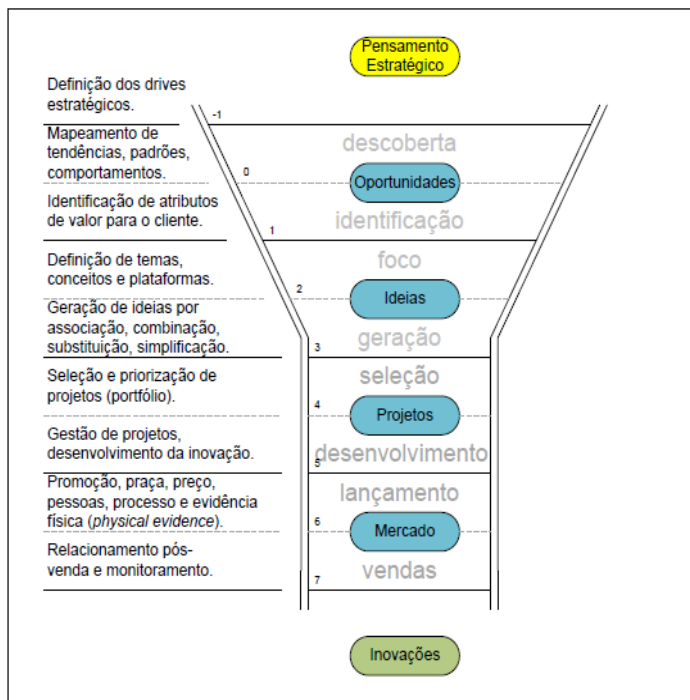 Pensamento
Estratégico
Definição dos drives
estratégicos.
-1
Mapeamento de
tendências, padrões,
comportamentos.
descoberta
0
Oportunidades
Identificação de atributos
de valor para o cliente.
identificação
1
Definição de temas,
conceitos e plataformas.
foco
2
Ideias
Geração de ideias por
associação, combinação,
substituição, simplificação.
geração
3
Seleção e priorização de
projetos (portfólio).
seleção
4
Projetos
Gestão de projetos,
desenvolvimento da inovação.
desenvolvimento
5
Promoção, praça, preço,
pessoas, processo e evidência
física (physical evidence).
lançamento
6
Mercado
Relacionamento pós-
venda e monitoramento.
vendas
7
Inovações